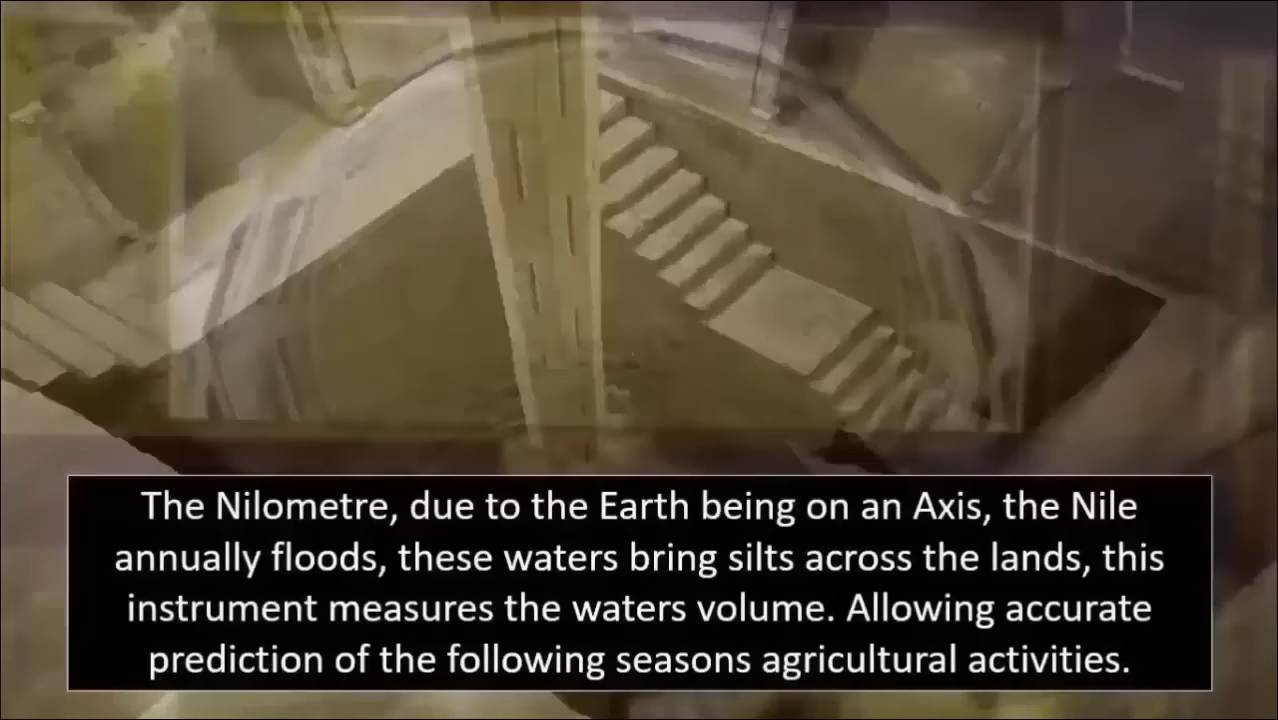 The Nilometre, due to the Earth being on an Axis, the Nile
annually floods, these waters bring silts across the lands, this
instrument measures the waters volume. Allowing accurate
prediction of the following seasons agricultural activities.